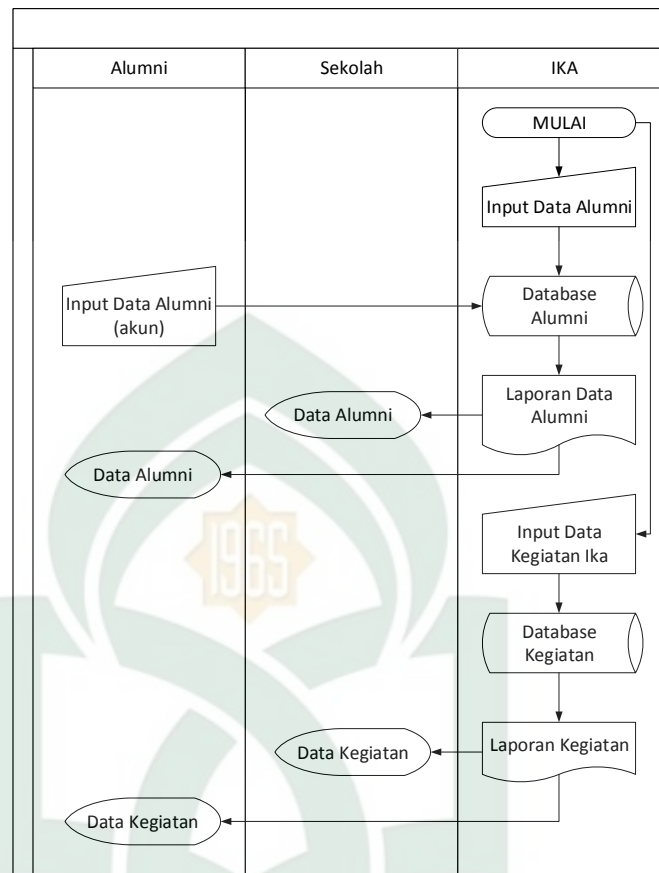 Alumni
Sekolah
IKA
MULAI
Input Data Alumni
Input Data Alumni
(akun)
Database
Alumni
Laporan Data
Alumni
Data Alumni
Data Alumni
1965
Input Data
Kegiatan Ika
Database
Kegiatan
Laporan Kegiatan
Data Kegiatan
Data Kegiatan